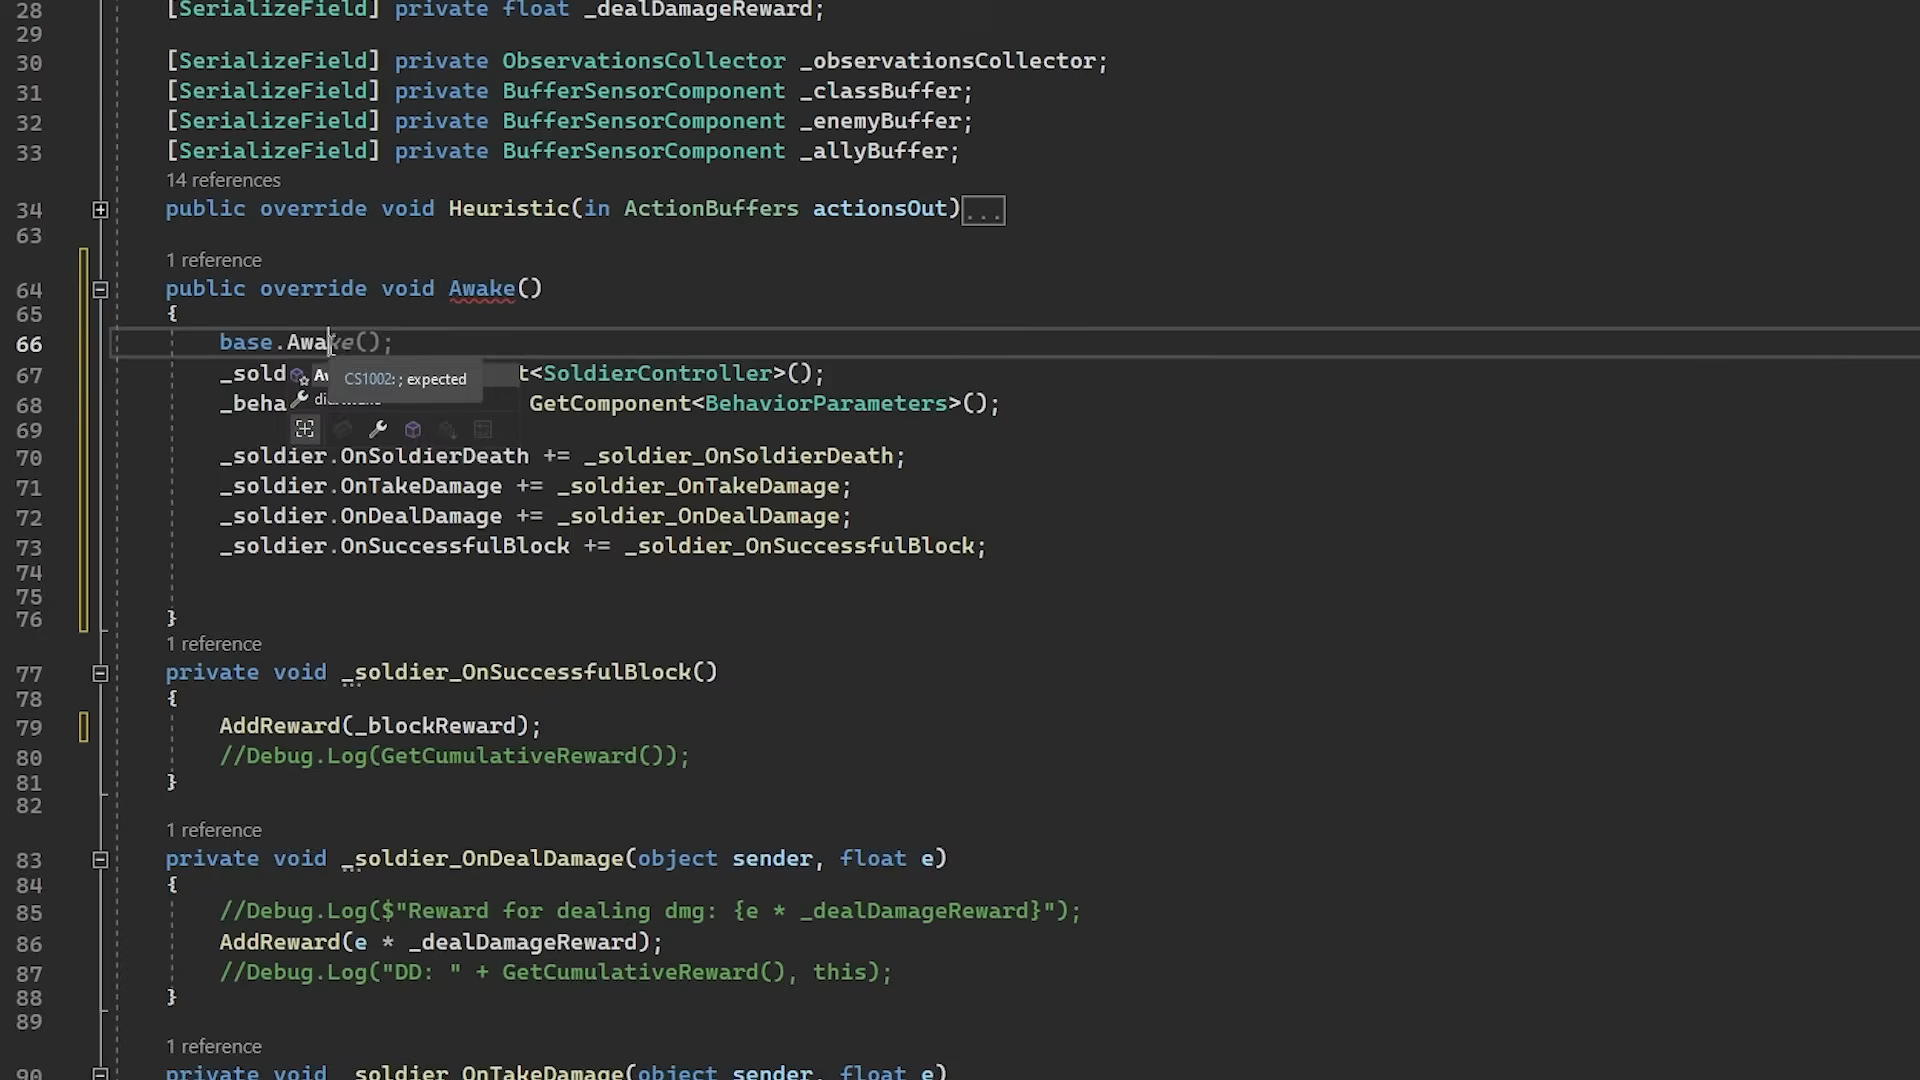 28 [SerializeField] private float _dealDamageReward;
29
30 [SerializeField] private ObservationsCollector _observationsCollector;
31 [SerializeField] private BufferSensorComponent _classBuffer;
32 [SerializeField] private BufferSensorComponent _enemyBuffer;
33 [SerializeField] private BufferSensorComponent _allyBuffer;
14 references
34 public override void Heuristic(in ActionBuffers actionsOut)...
63
1 reference
64 public override void Awake()
65 {
66 base.Awake();
67 _sold t<SoldierController>();
CS1002: ; expected
68 _beha GetComponent<BehaviorParameters>();
69
70 _soldier.OnSoldierDeath += _soldier_OnSoldierDeath;
71 _soldier.OnTakeDamage += _soldier_OnTakeDamage;
72 _soldier.OnDealDamage += _soldier_OnDealDamage;
73 _soldier.OnSuccessfulBlock += _soldier_OnSuccessfulBlock;
74
75
76 }
1 reference
77 private void _soldier_OnSuccessfulBlock()
78 {
79 AddReward(_blockReward);
80 //Debug.Log(GetCumulativeReward());
81 }
82
1 reference
83 private void _soldier_OnDealDamage(object sender, float e)
84 {
85 //Debug.Log($"Reward for dealing dmg: {e * _dealDamageReward}");
86 AddReward(e * _dealDamageReward);
87 //Debug.Log("DD: " + GetCumulativeReward(), this);
88 }
89
1 reference
90 private void _soldier_OnTakeDamage(object sender, float e)